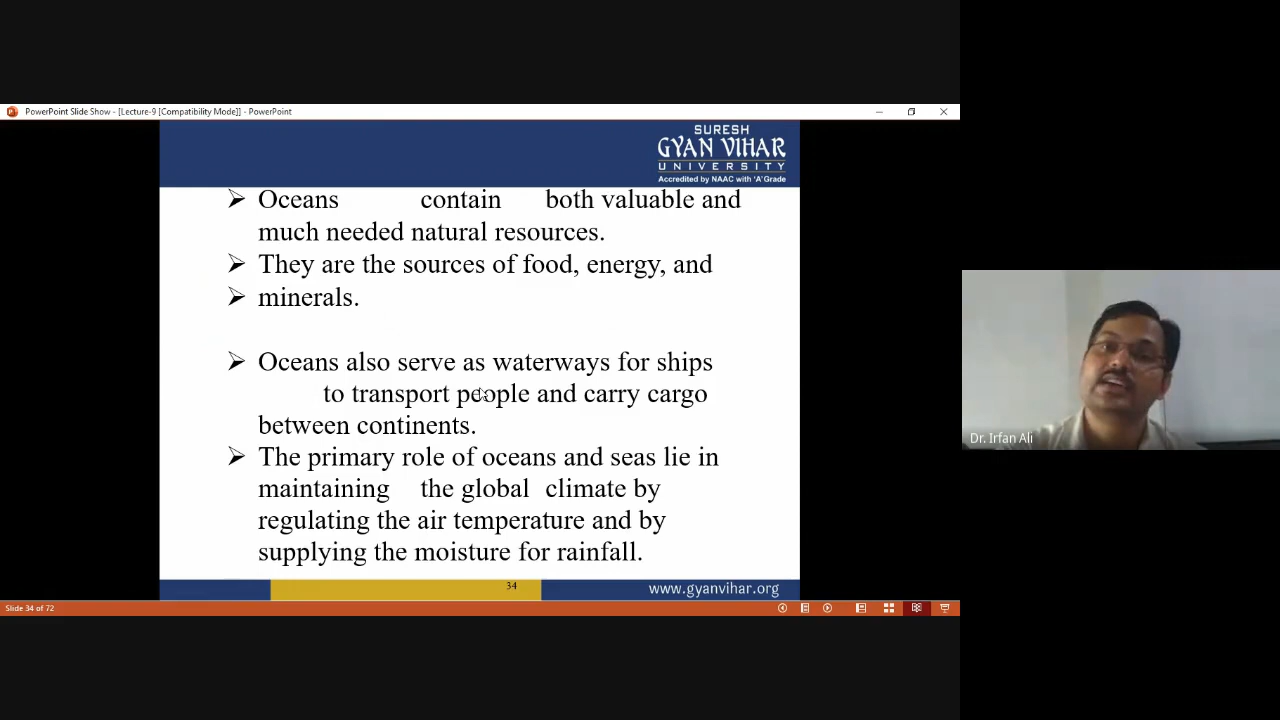 PowerPoint Slide Show - [Lecture-9 [Compatibility Mode]] - PowerPoint
SURESH
GYAN VIHAR
UNIVERSITY
Accredited by NAAC with 'A' Grade
➢ Oceans contain both valuable and
much needed natural resources.
➢ They are the sources of food, energy, and
➢ minerals.
➢ Oceans also serve as waterways for ships
to transport people and carry cargo
between continents.
➢ The primary role of oceans and seas lie in
maintaining the global climate by
regulating the air temperature and by
supplying the moisture for rainfall.
34
www.gyanvihar.org
Slide 34 of 72
Dr. Irfan Ali